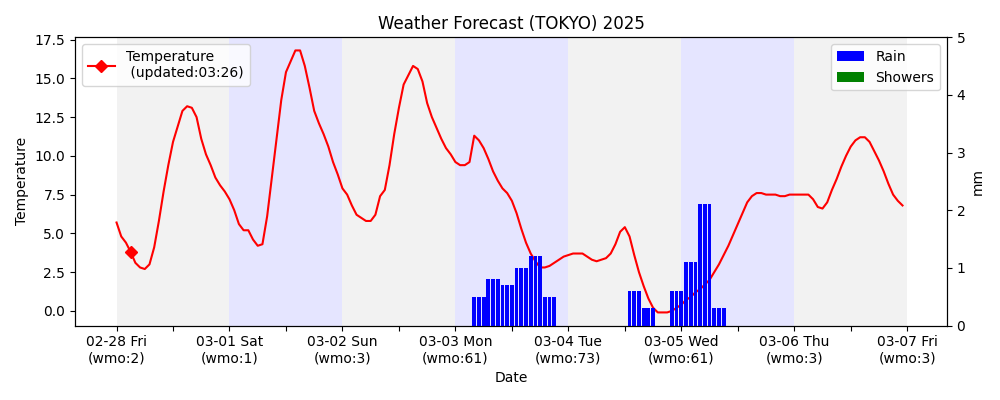 Weather Forecast (TOKYO) 2025
Temperature
(updated:03:26)
Rain
Showers
Temperature
17.5
15.0
12.5
10.0
7.5
5.0
2.5
0.0
5
4
3
2
1
0
mm
02-28 Fri
(wmo:2)
03-01 Sat
(wmo:1)
03-02 Sun
(wmo:3)
03-03 Mon
(wmo:61)
03-04 Tue
(wmo:73)
03-05 Wed
(wmo:61)
03-06 Thu
(wmo:3)
03-07 Fri
(wmo:3)
Date